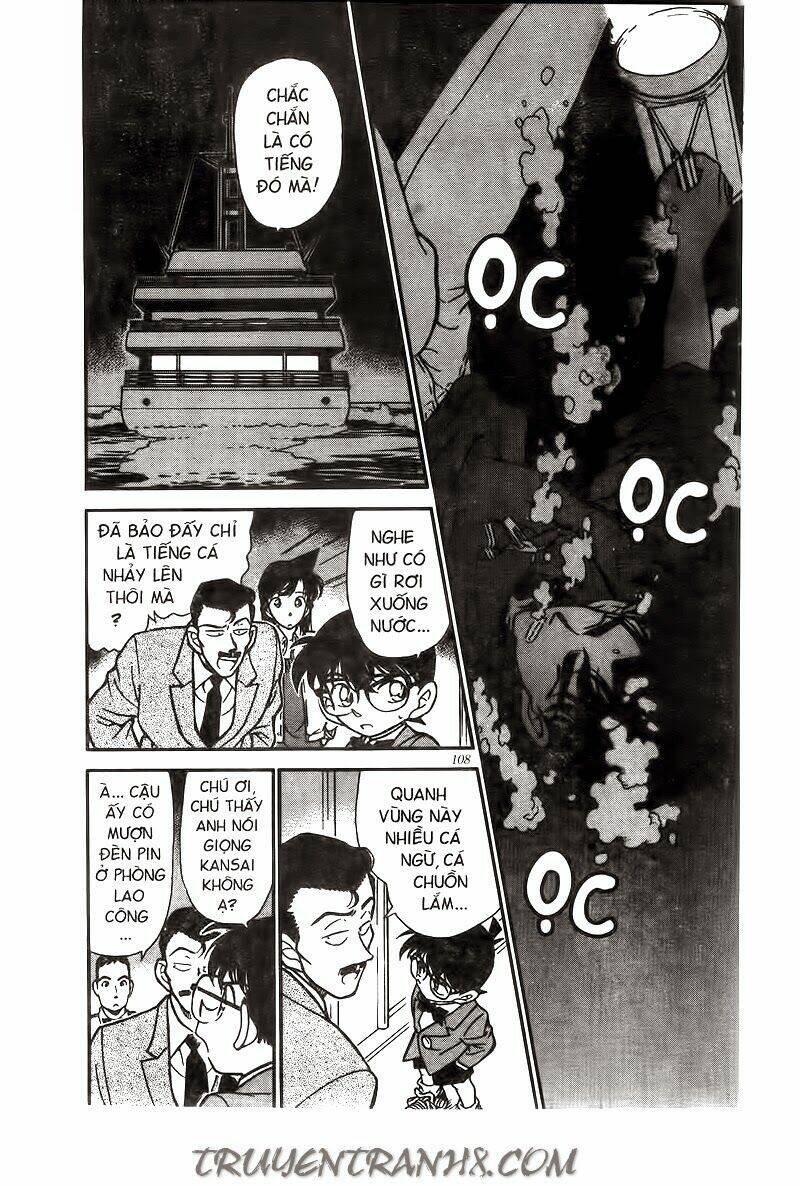 CHẮC
CHẮN
LÀ CÓ
TIẾNG
ĐÓ MÀ!
ỌC
ỌC
ỌC
ĐÃ BẢO ĐẤY CHỈ
LÀ TIẾNG CÁ
NHẢY LÊN
THÔI MÀ
?
NGHE
NHƯ CÓ
GÌ RƠI
XUỐNG
NƯỚC...
108
À... CẬU
ẤY CÓ
MƯỢN
ĐÈN PIN
Ở PHÒNG
LAO
CÔNG
...
CHÚ ƠI,
CHÚ THẤY
ANH NÓI
GIỌNG
KANSAI
KHÔNG
Ạ?
QUANH
VÙNG NÀY
NHIỀU CÁ
NGỪ, CÁ
CHUỒN
LẮM...
TRUYENTRANH8.COM